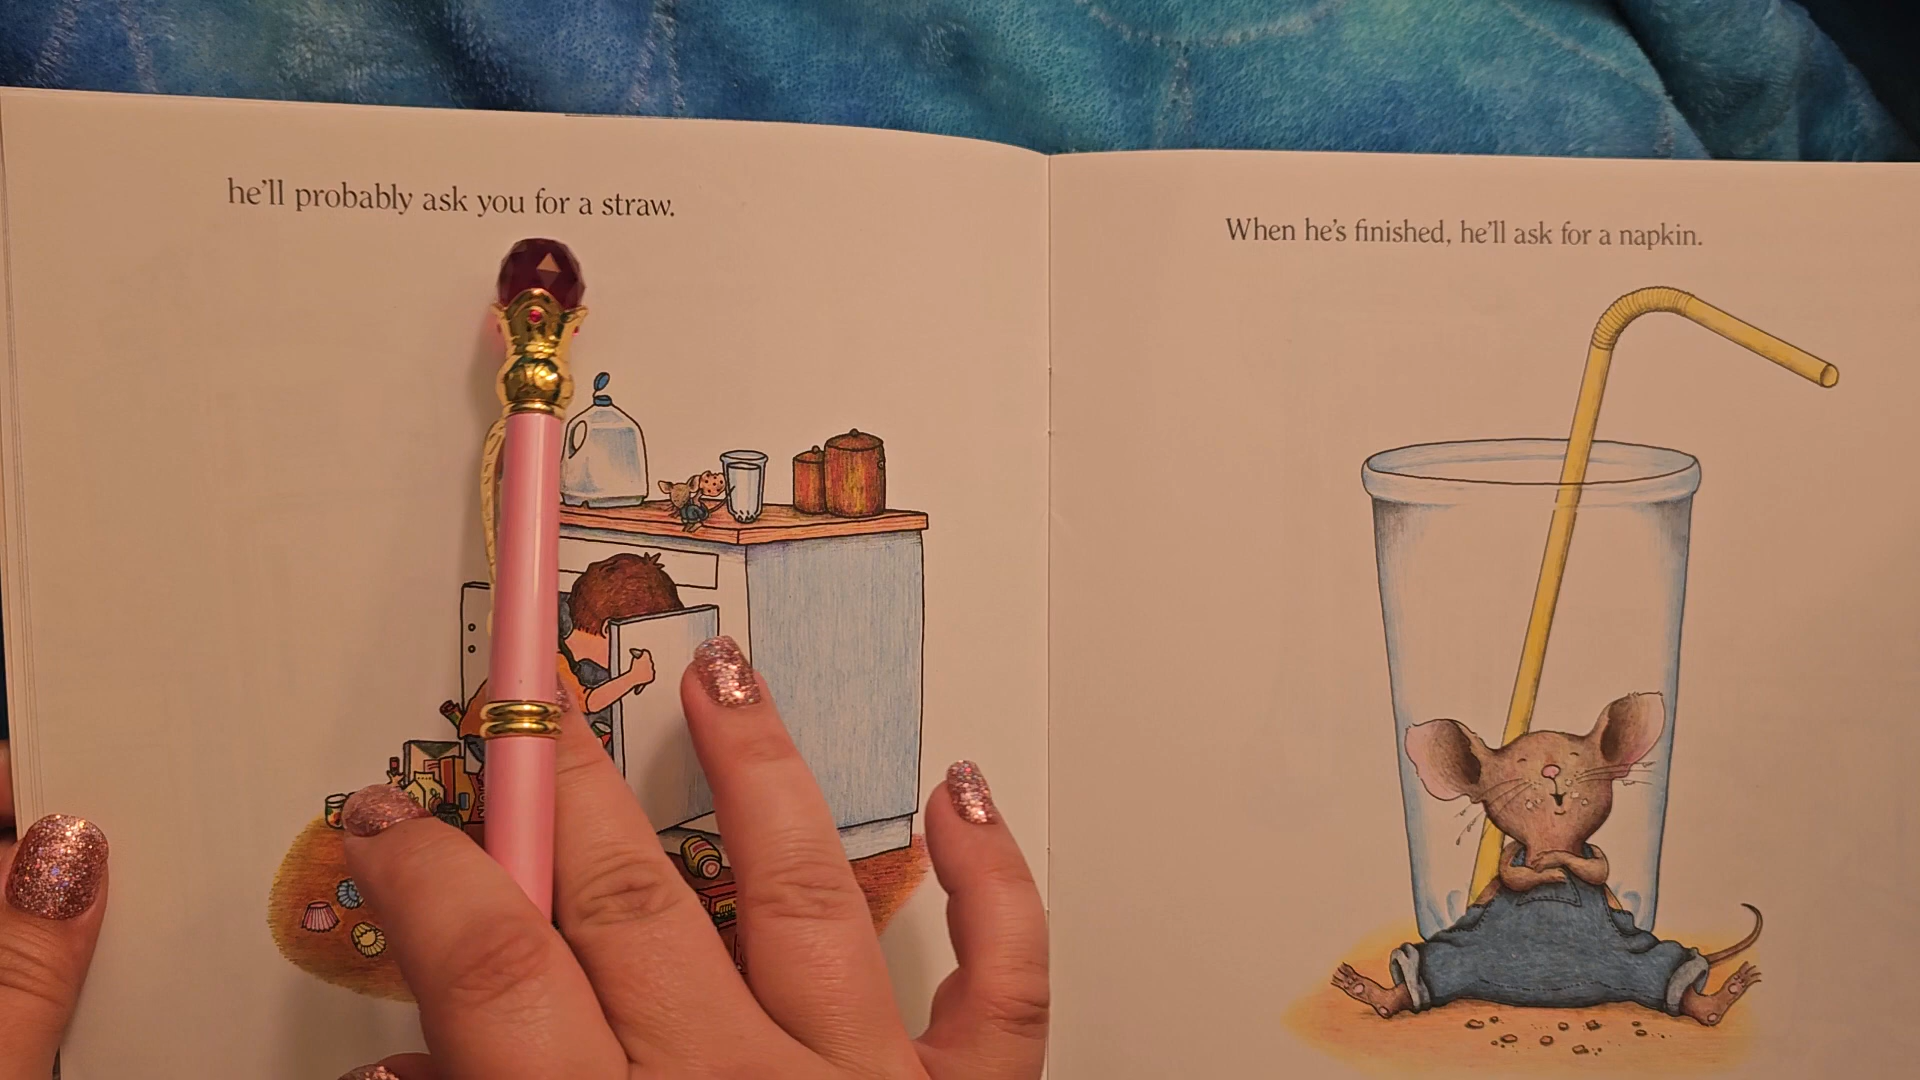 he'll probably ask you for a straw.
When he's finished, he'll ask for a napkin.